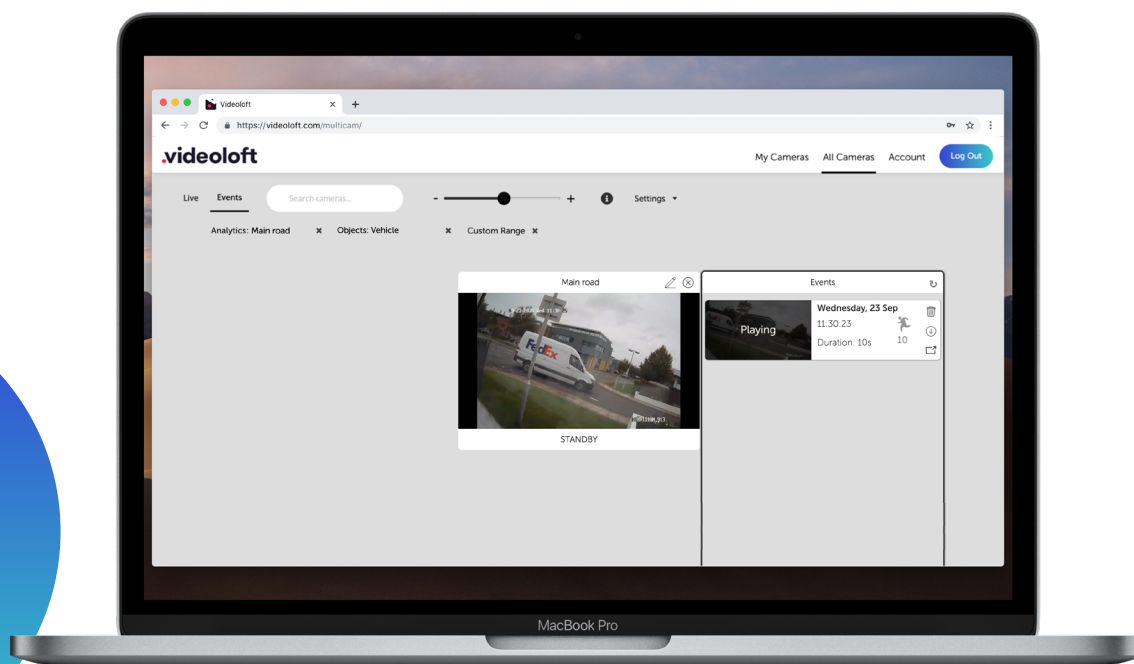 Videoloft
https://videoloft.com/multicam/
.videoloft
My Cameras
All Cameras
Account
Log Out
Live
Events
Search cameras...
-
+
Settings
Analytics: Main road
Objects: Vehicle
Custom Range
Main road
Events
FedEx
Playing
Wednesday, 23 Sep
11:30:23
Duration: 10s
10
STANDBY
MacBook Pro